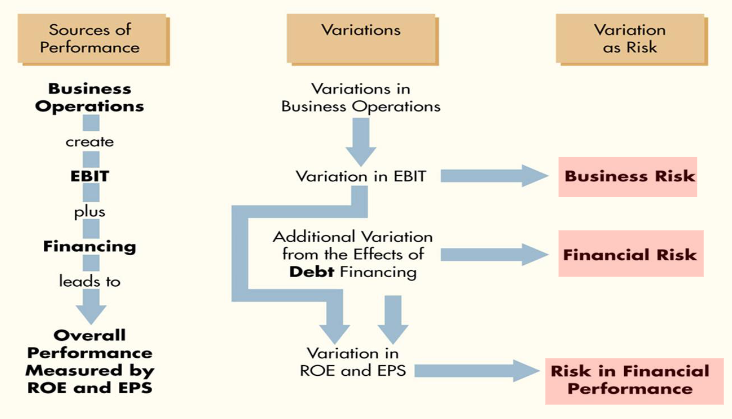 Sources of
Performance
Variations
Variation
as Risk
Business
Operations
create
EBIT
plus
Financing
leads to
Overall
Performance
Measured by
ROE and EPS
Variations in
Business Operations
Variation in EBIT
Additional Variation
from the Effects of
Debt Financing
Variation in
ROE and EPS
Business Risk
Financial Risk
Risk in Financial
Performance